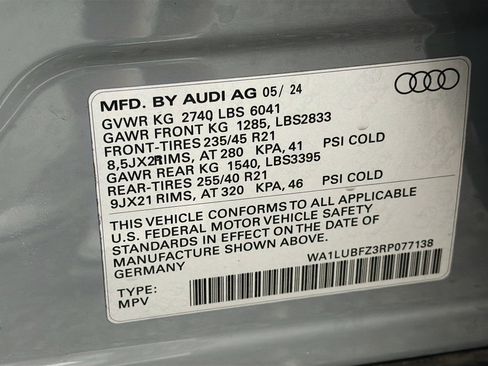 MFD. BY AUDI AG 05/ 24
GVWR KG 2740 LBS 6041
GAWR FRONT KG 1285, LBS2833
FRONT-TIRES 235/45 R21
8,5JX21RIMS, AT 280 KPA, 41 PSI COLD
GAWR REAR KG 1540, LBS3395
REAR-TIRES 255/40 R21
9JX21 RIMS, AT 320 KPA, 46 PSI COLD
THIS VEHICLE CONFORMS TO ALL APPLICABLE
U.S. FEDERAL MOTOR VEHICLE SAFETY
STANDARDS IN EFFECT ON THE DATE OF
MANUFACTURE SHOWN ABOVE.
GERMANY
WA1LUBFZ3RP077138
TYPE:
MPV